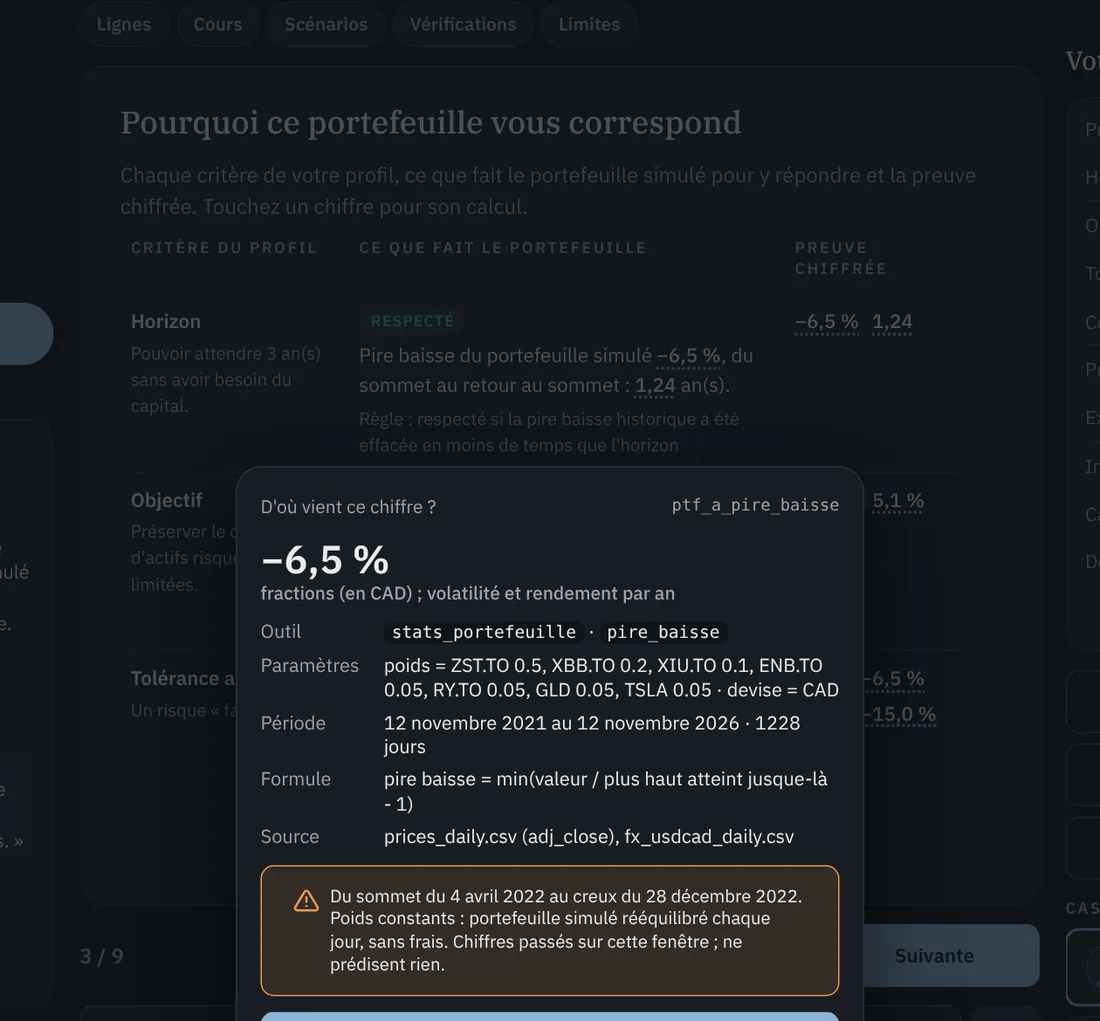 Lignes
Cours
Scénarios
Vérifications
Limites
Pourquoi ce portefeuille vous correspond
Chaque critère de votre profil, ce que fait le portefeuille simulé pour y répondre et la preuve
chiffrée. Touchez un chiffre pour son calcul.
CRITÈRE DU PROFIL
CE QUE FAIT LE PORTEFEUILLE
PREUVE
CHIFFRÉE
Horizon
Pouvoir attendre 3 an(s)
sans avoir besoin du
capital.
RESPECTÉ
Pire baisse du portefeuille simulé −6,5 %, du
sommet au retour au sommet : 1,24 an(s).
Règle : respecté si la pire baisse historique a été
effacée en moins de temps que l'horizon
−6,5 % 1,24
Objectif
Préserver le
d'actifs
limitées.
5,1 %
Tolérance
Un risque
−6,5 %
−15,0 %
D'où vient ce chiffre ?
ptf_a_pire_baisse
−6,5 %
fractions (en CAD) ; volatilité et rendement par an
Outil
stats_portefeuille · pire_baisse
Paramètres
poids = ZST.TO 0.5, XBB.TO 0.2, XIU.TO 0.1, ENB.TO
0.05, RY.TO 0.05, GLD 0.05, TSLA 0.05 · devise = CAD
Période
12 novembre 2021 au 12 novembre 2026 · 1228
jours
Formule
pire baisse = min(valeur / plus haut atteint jusque-là
- 1)
Source
prices_daily.csv (adj_close), fx_usdcad_daily.csv
Du sommet du 4 avril 2022 au creux du 28 décembre 2022.
Poids constants : portefeuille simulé rééquilibré chaque
jour, sans frais. Chiffres passés sur cette fenêtre ; ne
prédisent rien.
3 / 9
Suivante